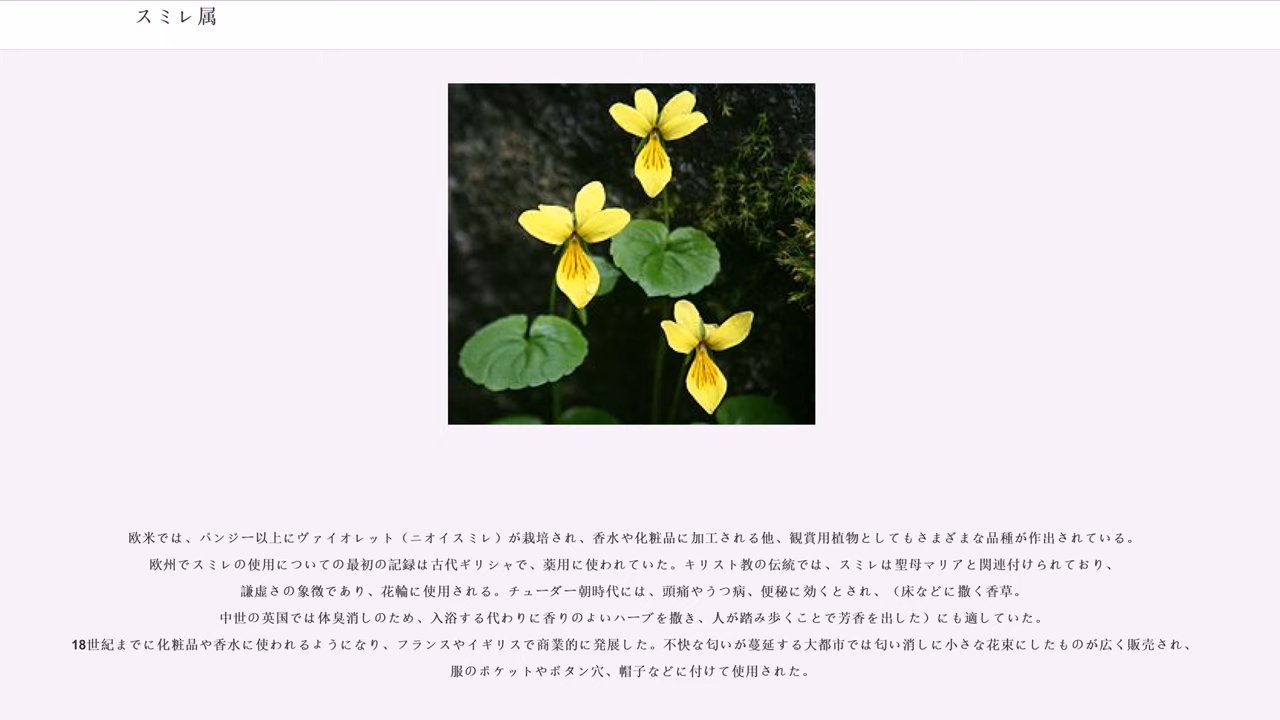 スミレ属
欧米では、パンジー以上にヴァイオレット（ニオイスミレ）が栽培され、香水や化粧品に加工される他、観賞用植物としてもさまざまな品種が作出されている。
欧州でスミレの使用についての最初の記録は古代ギリシャで、薬用に使われていた。キリスト教の伝統では、スミレは聖母マリアと関連付けられており、
謙虚さの象徴であり、花輪に使用される。チューダー朝時代には、頭痛やうつ病、便秘に効くとされ、（床などに撒く香草。
中世の英国では体臭消しのため、入浴する代わりに香りのよいハーブを撒き、人が踏み歩くことで芳香を出した）にも適していた。
18世紀までに化粧品や香水に使われるようになり、フランスやイギリスで商業的に発展した。不快な匂いが蔓延する大都市では匂い消しに小さな花束にしたものが広く販売され、
服のポケットやボタン穴、帽子などに付けて使用された。